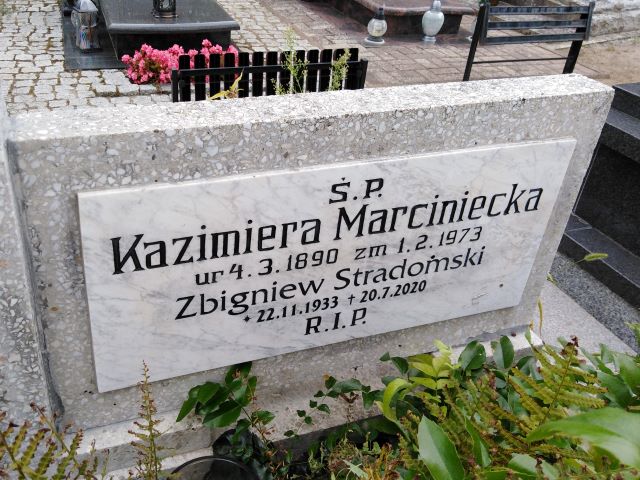 Ś.P.
Kazimiera Marciniecka
ur 4.3.1890 zm 1.2.1973
Zbigniew Stradomski
* 22.11.1933 + 20.7.2020
R.I.P.